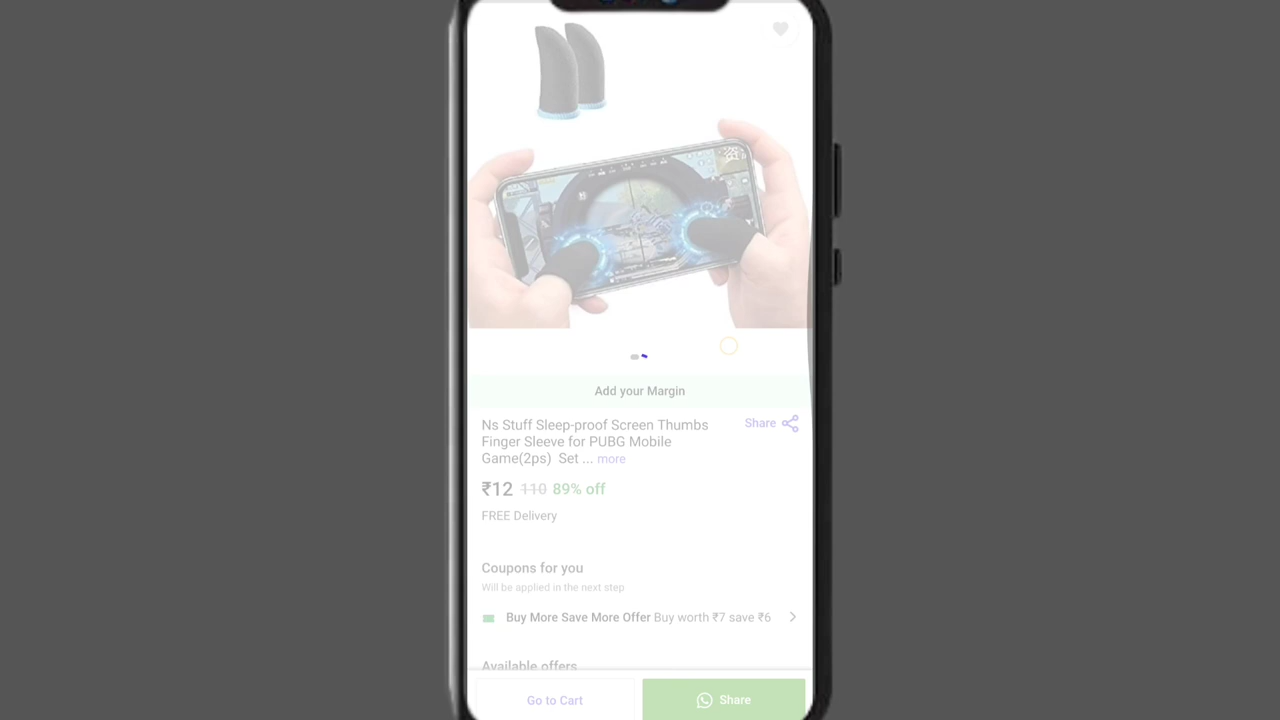 Add your Margin
Ns Stuff Sleep-proof Screen Thumbs
Share
Finger Sleeve for PUBG Mobile
Game(2ps) Set ... more
₹12 110 89% off
FREE Delivery
Coupons for you
Will be applied in the next step
Buy More Save More Offer Buy worth ₹7 save ₹6
Available offers
Go to Cart
Share